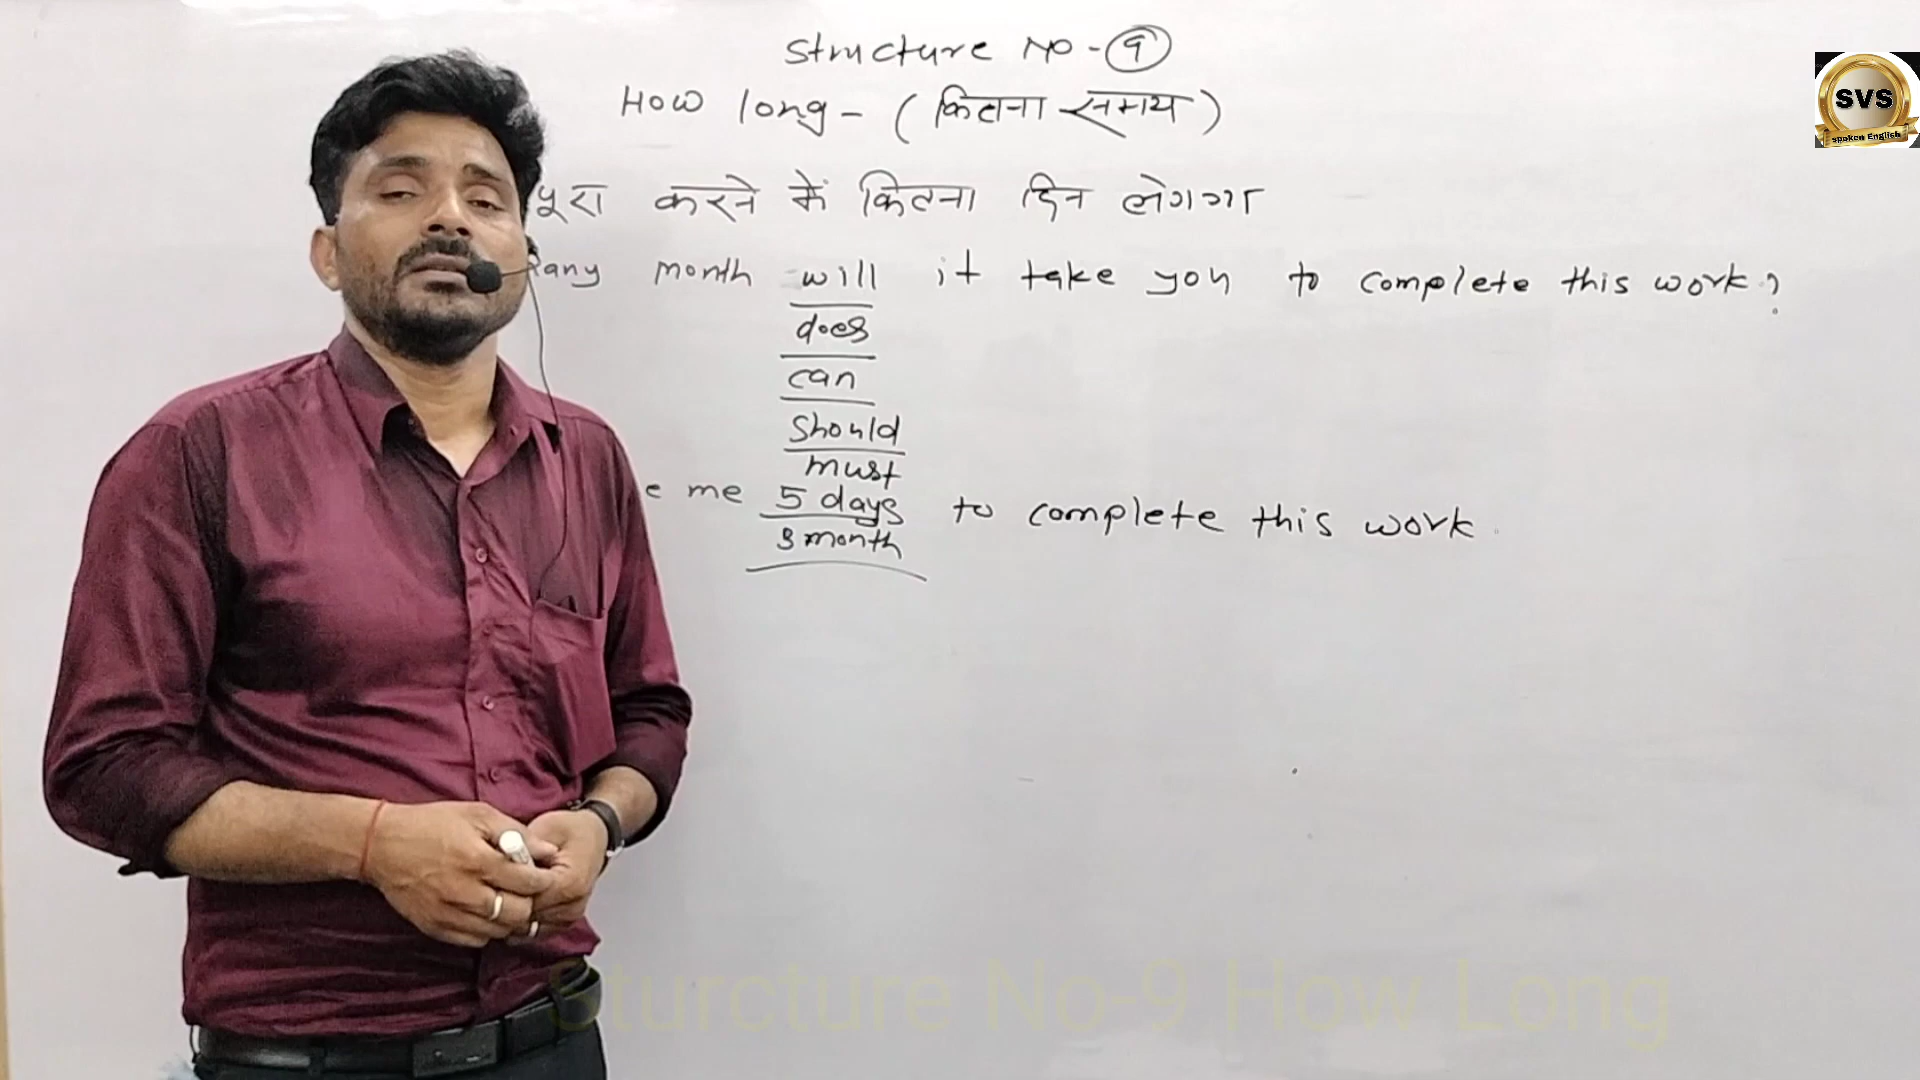 Structure No - 9
How long - (कितना समय)
पूरा करने में कितना दिन लेगगा
any month will it take you to complete this work?
does
can
should
must
e me 5 days to complete this work.
3 month
SVS
spoken English
Sturcture No-9 How Long